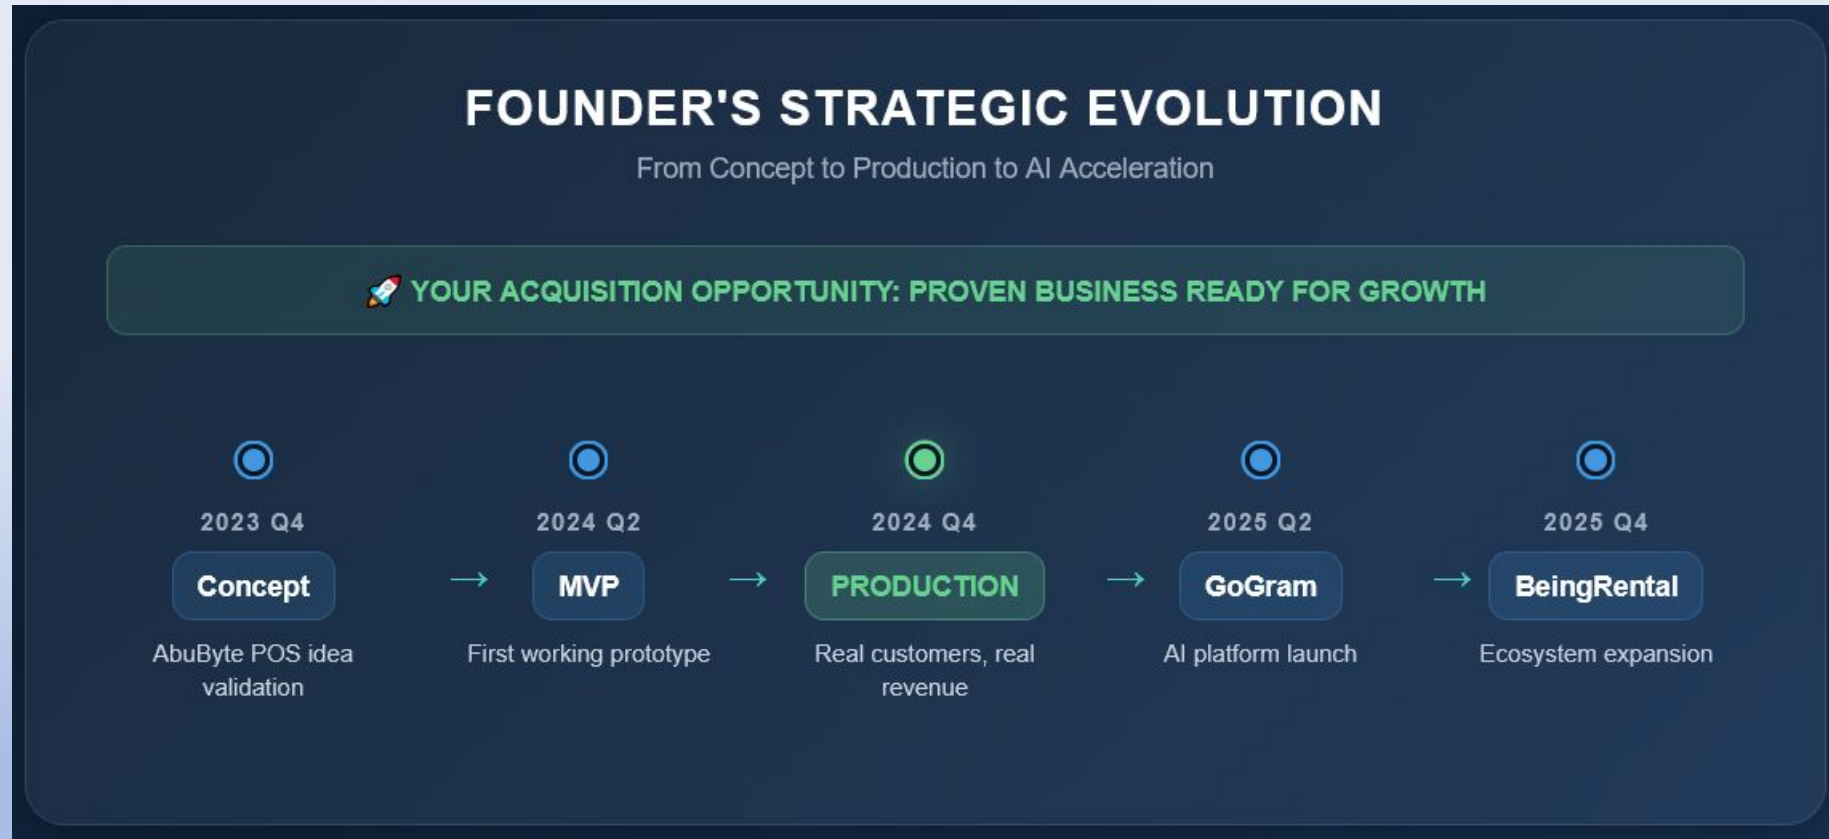 FOUNDER'S STRATEGIC EVOLUTION
From Concept to Production to AI Acceleration
🚀 YOUR ACQUISITION OPPORTUNITY: PROVEN BUSINESS READY FOR GROWTH
2023 Q4
Concept
AbuByte POS idea
validation
→
2024 Q2
MVP
First working prototype
→
2024 Q4
PRODUCTION
Real customers, real
revenue
→
2025 Q2
GoGram
AI platform launch
→
2025 Q4
BeingRental
Ecosystem expansion